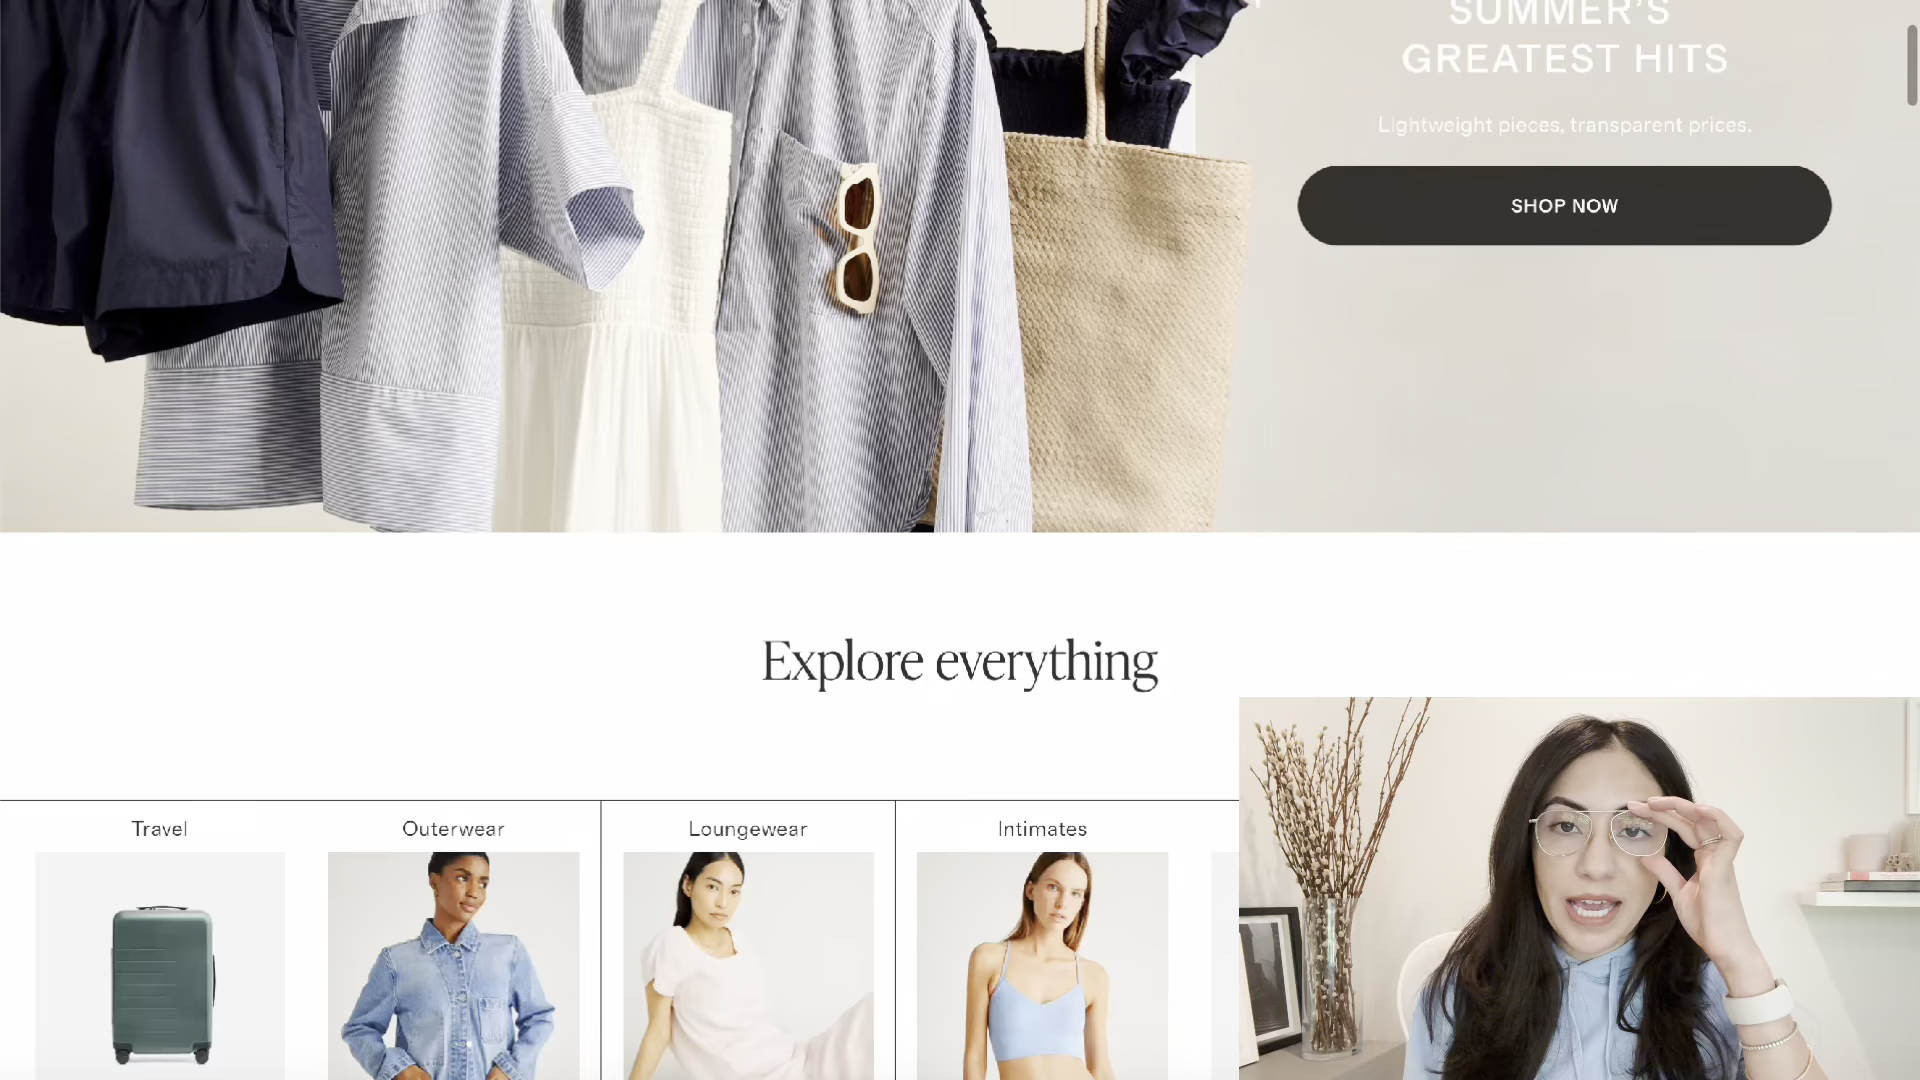 SUMMER'S
GREATEST HITS
Lightweight pieces, transparent prices.
SHOP NOW
Explore everything
Travel
Outerwear
Loungewear
Intimates